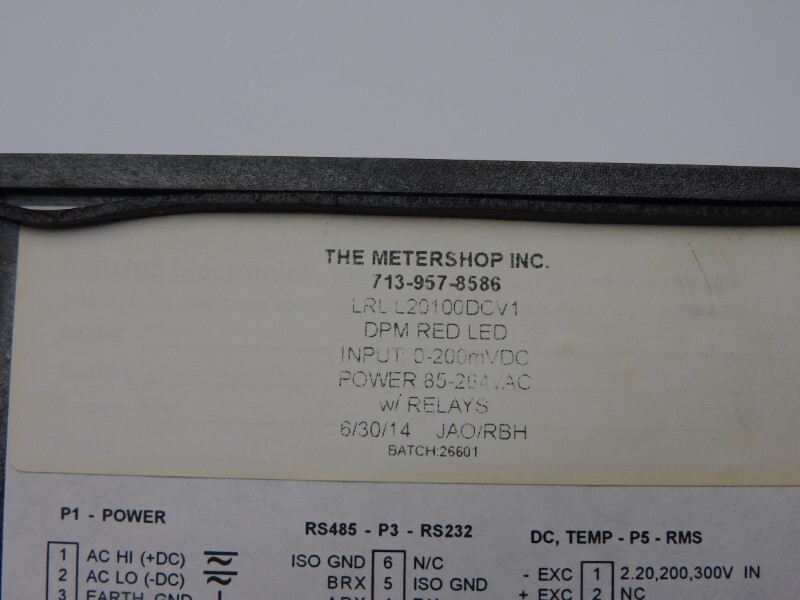 THE METERSHOP INC.
713-957-8586
LRL L20100DCV1
DPM RED LED
INPUT: 0-200mVDC
POWER 85-264VAC
w/ RELAYS
6/30/14 JAO/RBH
BATCH:26601
P1 - POWER
1 AC HI (+DC)
2 AC LO (-DC)
3 EARTH GND
RS485 - P3 - RS232
ISO GND 6 N/C
BRX 5 ISO GND
DC, TEMP - P5 - RMS
- EXC 1 2.20,200,300V IN
+ EXC 2 NC